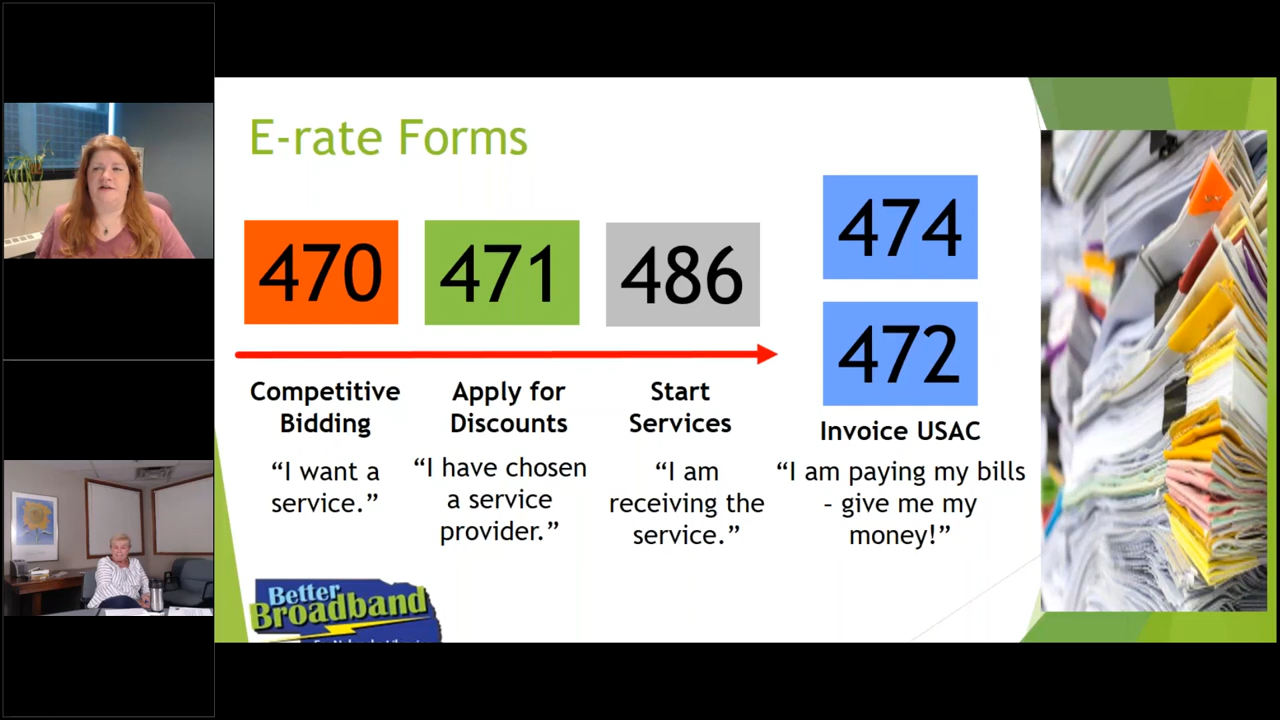 E-rate Forms
470
471
486
474
472
Competitive
Bidding
Apply for
Discounts
Start
Services
Invoice USAC
“I want a
service.”
“I have chosen
a service
provider.”
“I am
receiving the
service.”
“I am paying my bills
– give me my
money!”
Better
Broadband